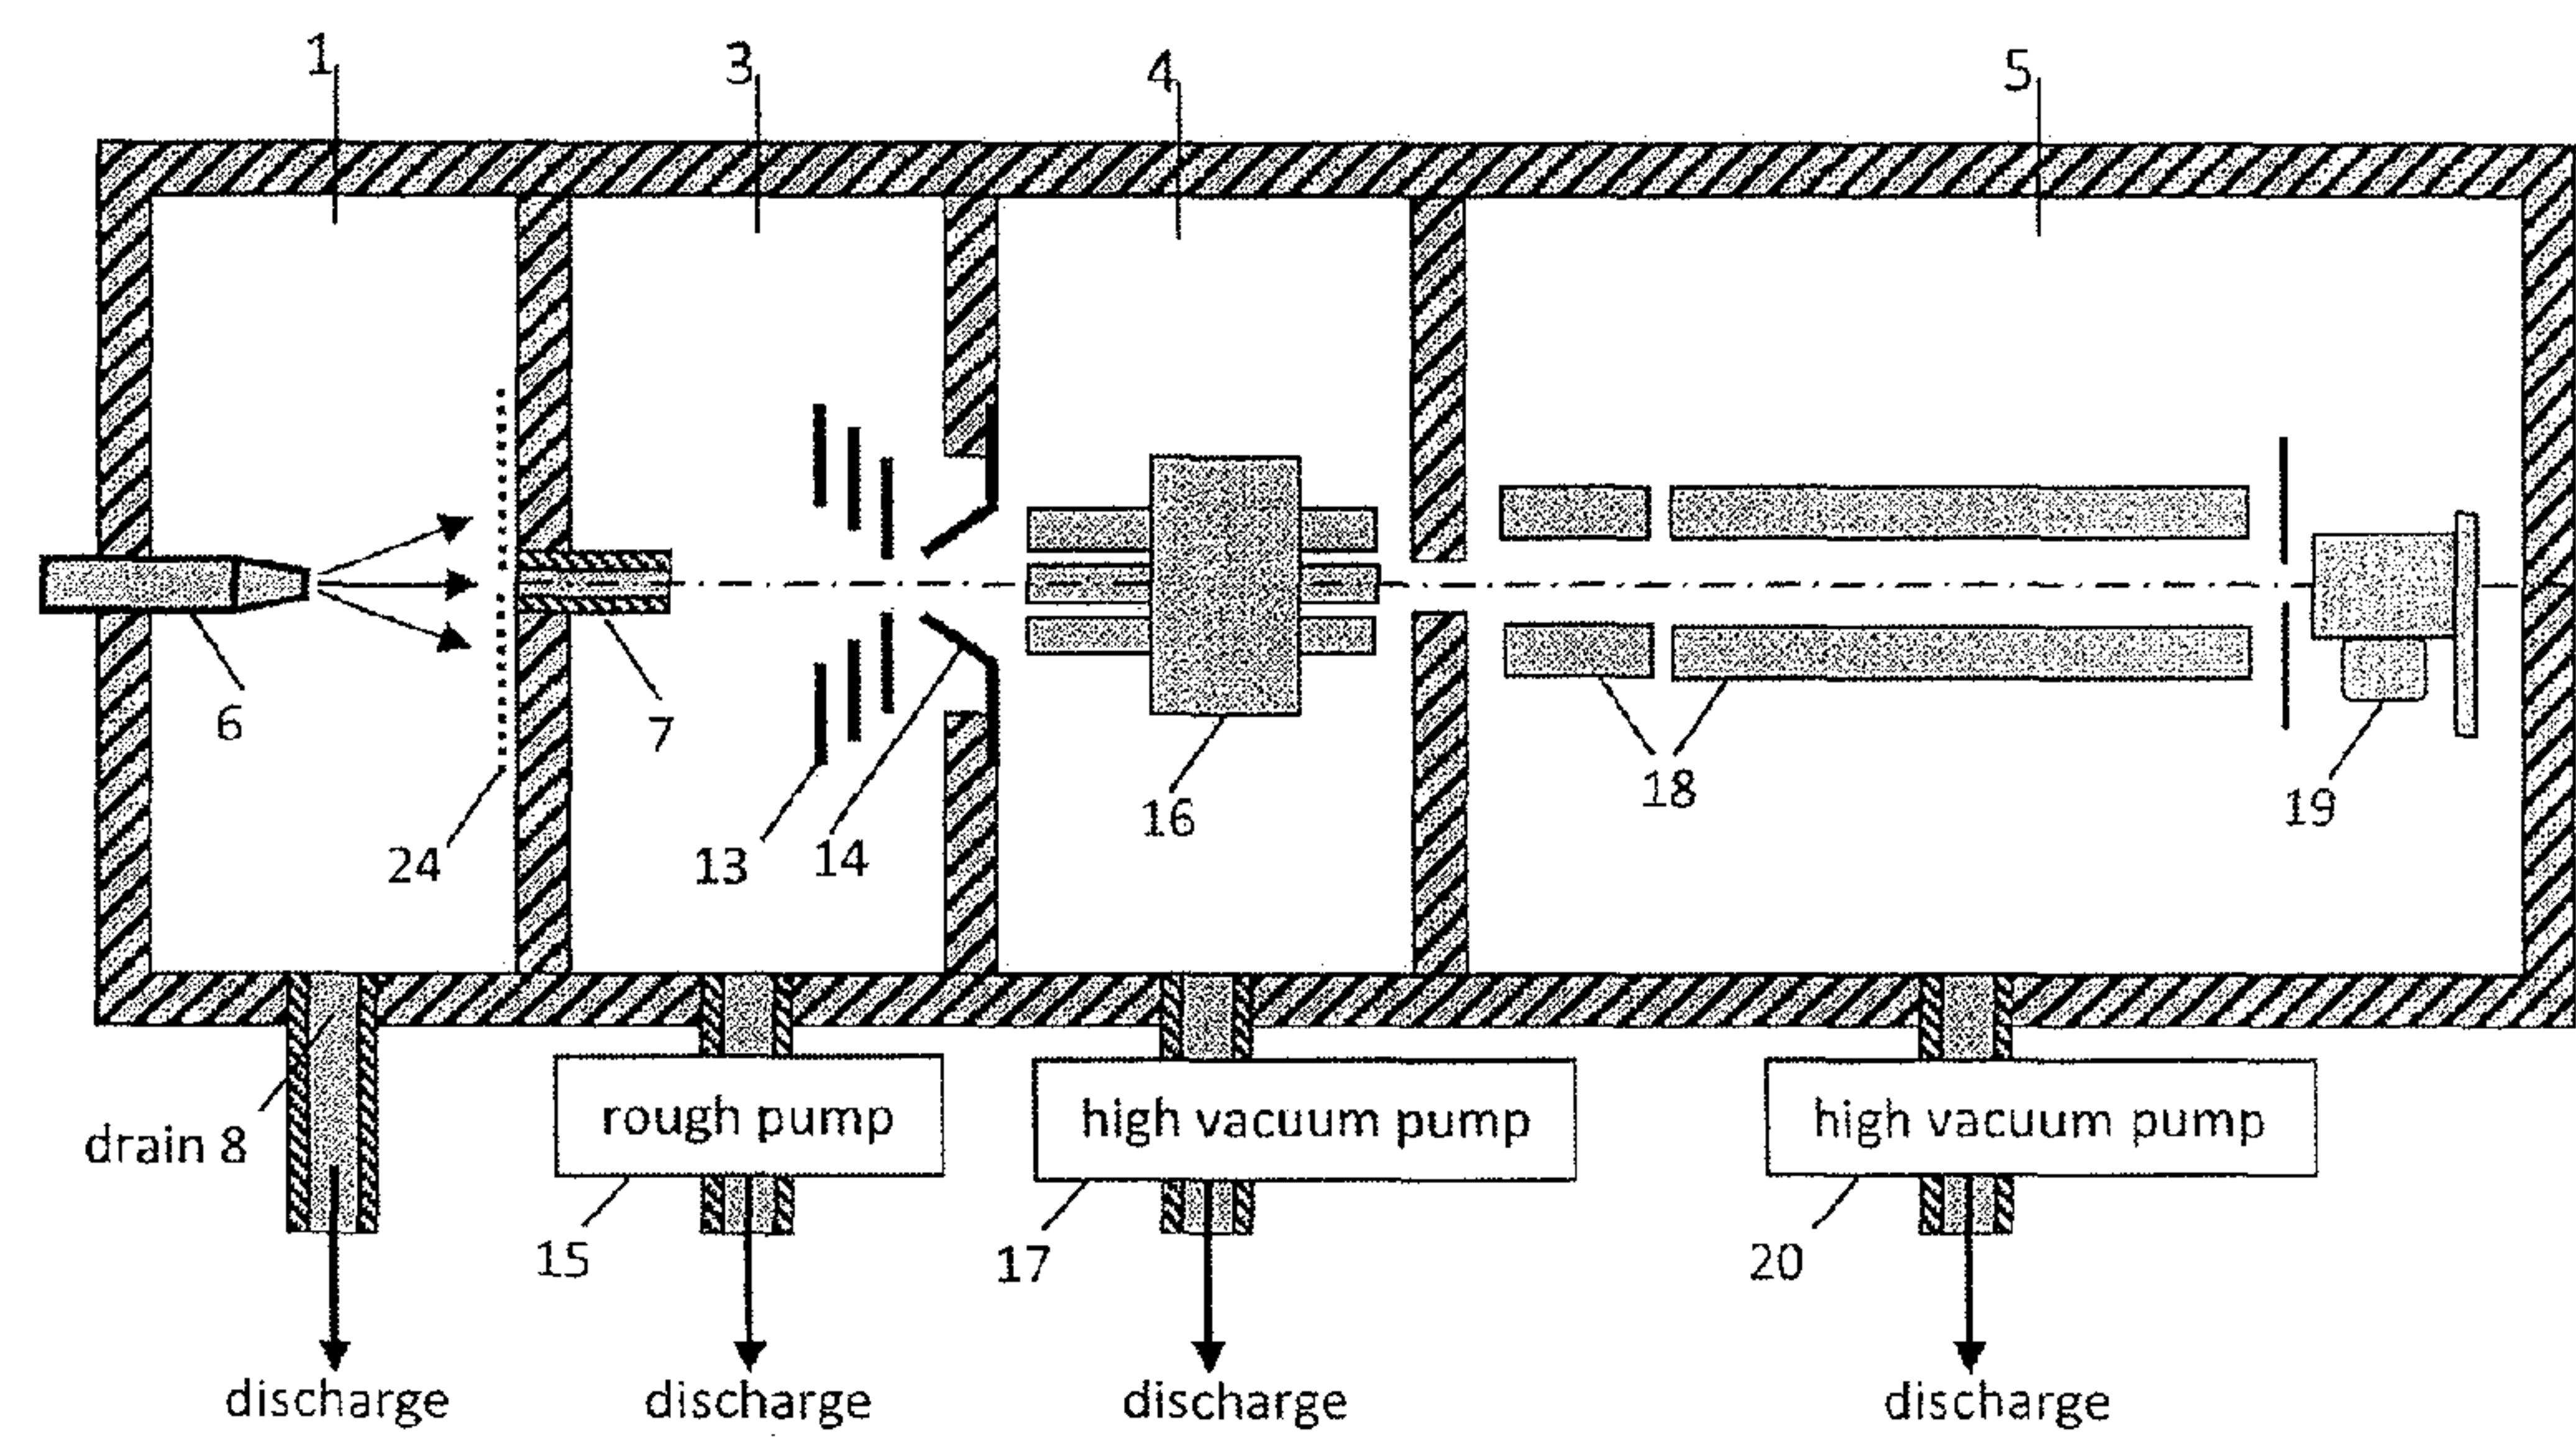 1
3
4
5
6
7
24
13
14
16
18
19
drain 8
rough pump
high vacuum pump
high vacuum pump
15
17
20
discharge
discharge
discharge
discharge